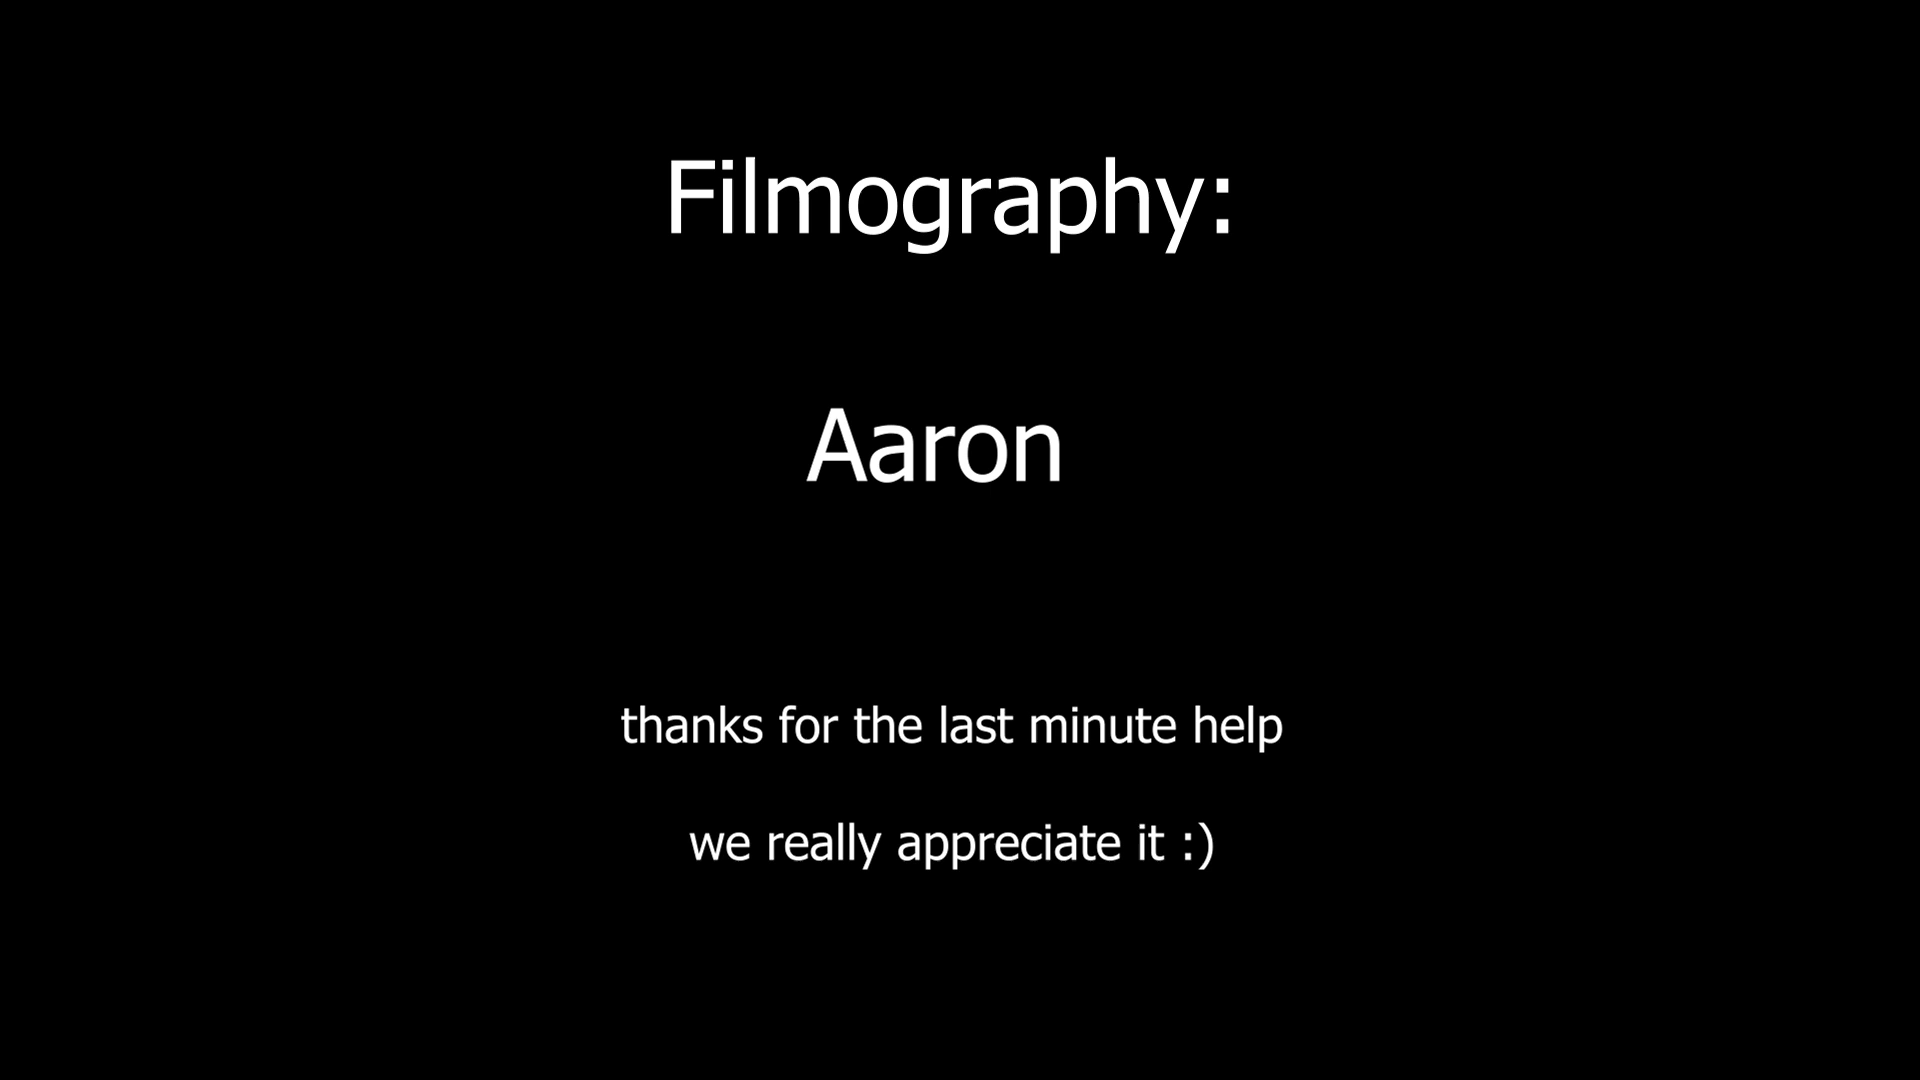 Filmography:
Aaron
thanks for the last minute help
we really appreciate it :)